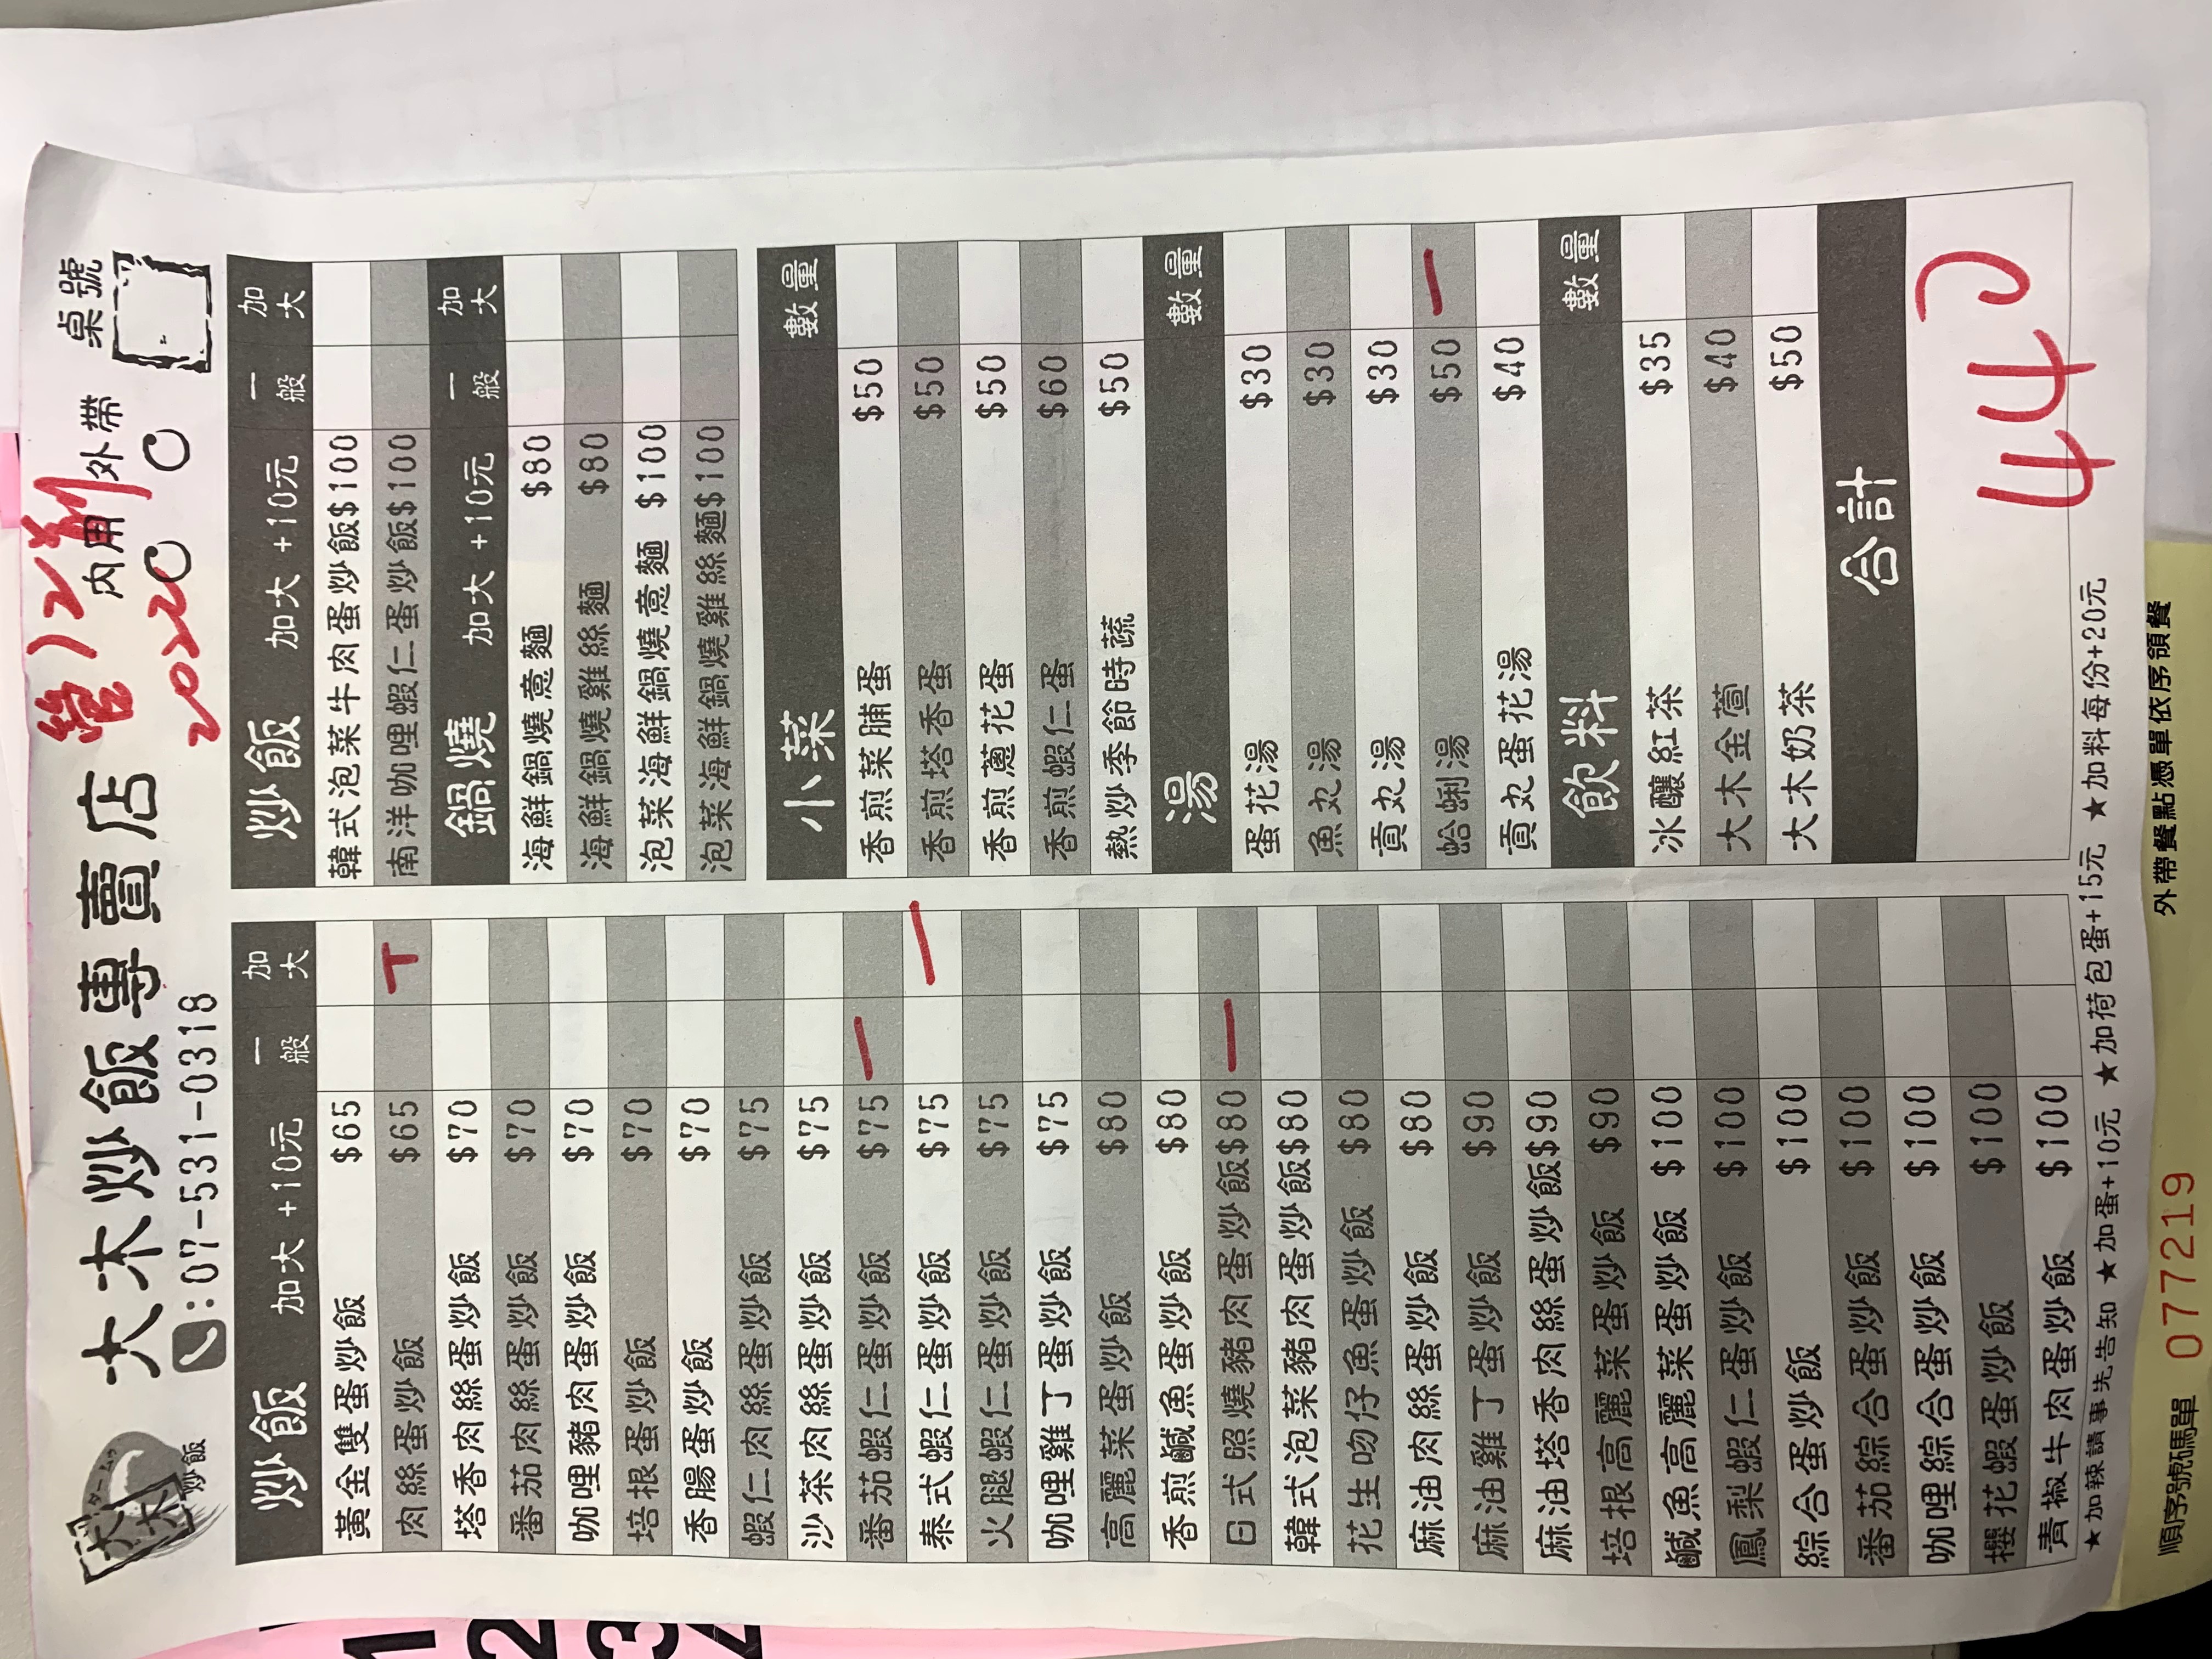 大木炒飯專賣店
管12前
2022
內用 外帶
桌號
大木
炒飯
:07-531-0318
炒飯 加大 +10元 一般 加大
黃金雙蛋炒飯 $65
肉絲蛋炒飯 $65 T
塔香肉絲蛋炒飯 $70
番茄肉絲蛋炒飯 $70
咖哩豬肉蛋炒飯 $70
培根蛋炒飯 $70
香腸蛋炒飯 $70
蝦仁肉絲蛋炒飯 $75
沙茶肉絲蛋炒飯 $75
番茄蝦仁蛋炒飯 $75 一
泰式蝦仁蛋炒飯 $75 一
火腿蝦仁蛋炒飯 $75
咖哩雞丁蛋炒飯 $75
高麗菜蛋炒飯 $80
香煎鹹魚蛋炒飯 $80
日式照燒豬肉蛋炒飯 $80 一
韓式泡菜豬肉蛋炒飯 $80
花生吻仔魚蛋炒飯 $80
麻油肉絲蛋炒飯 $80
麻油雞丁蛋炒飯 $90
麻油塔香肉絲蛋炒飯 $90
培根高麗菜蛋炒飯 $90
鹹魚高麗菜蛋炒飯 $100
鳳梨蝦仁蛋炒飯 $100
綜合蛋炒飯 $100
番茄綜合蛋炒飯 $100
咖哩綜合蛋炒飯 $100
櫻花蝦蛋炒飯 $100
青椒牛肉蛋炒飯 $100
炒飯 加大 +10元 一般 加大
韓式泡菜牛肉蛋炒飯 $100
南洋咖哩蝦仁蛋炒飯 $100
鍋燒 加大 +10元 一般 加大
海鮮鍋燒意麵 $80
海鮮鍋燒雞絲麵 $80
泡菜海鮮鍋燒意麵 $100
泡菜海鮮鍋燒雞絲麵 $100
小菜 數量
香煎菜脯蛋 $50
香煎塔香蛋 $50
香煎蔥花蛋 $50
香煎蝦仁蛋 $60
熱炒季節時蔬 $50
湯 數量
蛋花湯 $30
魚丸湯 $30
貢丸湯 $30
蛤蜊湯 $50 一
貢丸蛋花湯 $40
飲料 數量
冰釀紅茶 $35
大木金萱 $40
大木奶茶 $50
合計
440
★加辣請事先告知 ★加蛋+10元 ★加荷包蛋+15元 ★加料每份+20元
順序號碼單 077219
外帶餐點憑單依序領餐
1
2
3
4